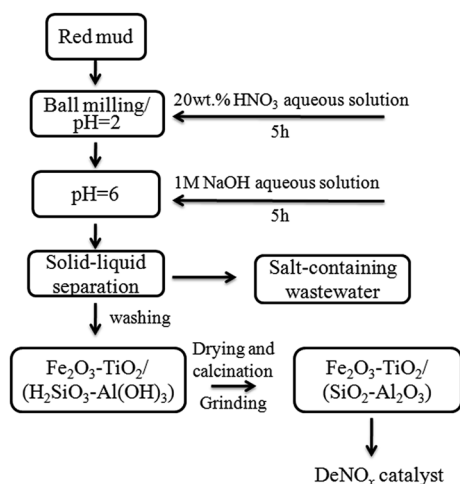 Red mud
Ball milling/
pH=2
20wt.% HNO₃ aqueous solution
5h
pH=6
1M NaOH aqueous solution
5h
Solid-liquid
separation
Salt-containing
wastewater
washing
Fe₂O₃-TiO₂/
(H₂SiO₃-Al(OH)₃)
Drying and
calcination
Grinding
Fe₂O₃-TiO₂/
(SiO₂-Al₂O₃)
DeNOₓ catalyst